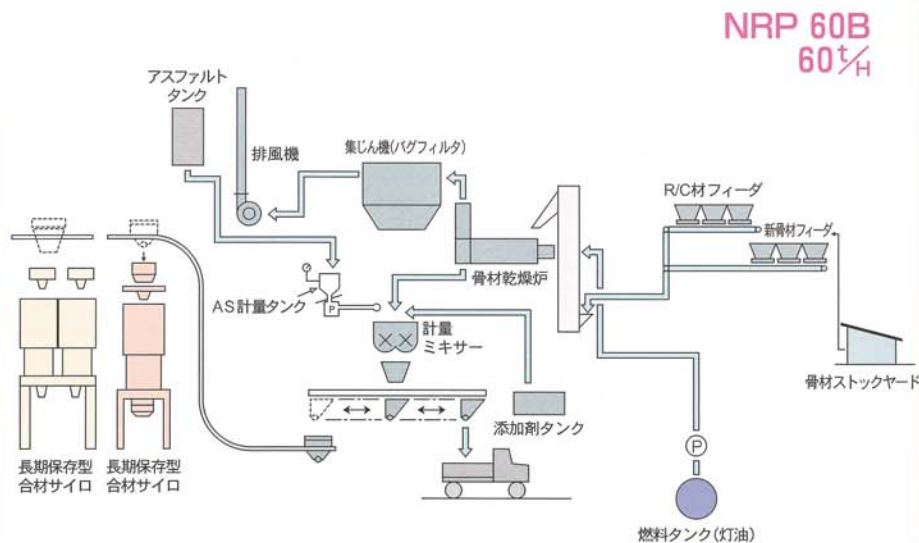 NRP 60B
60t/H
アスファルト
タンク
排風機
集じん機(バグフィルタ)
R/C材フィーダ
新骨材フィーダ
骨材乾燥炉
AS計量タンク
P
計量
ミキサー
骨材ストックヤード
添加剤タンク
P
長期保存型
合材サイロ
長期保存型
合材サイロ
燃料タンク(灯油)